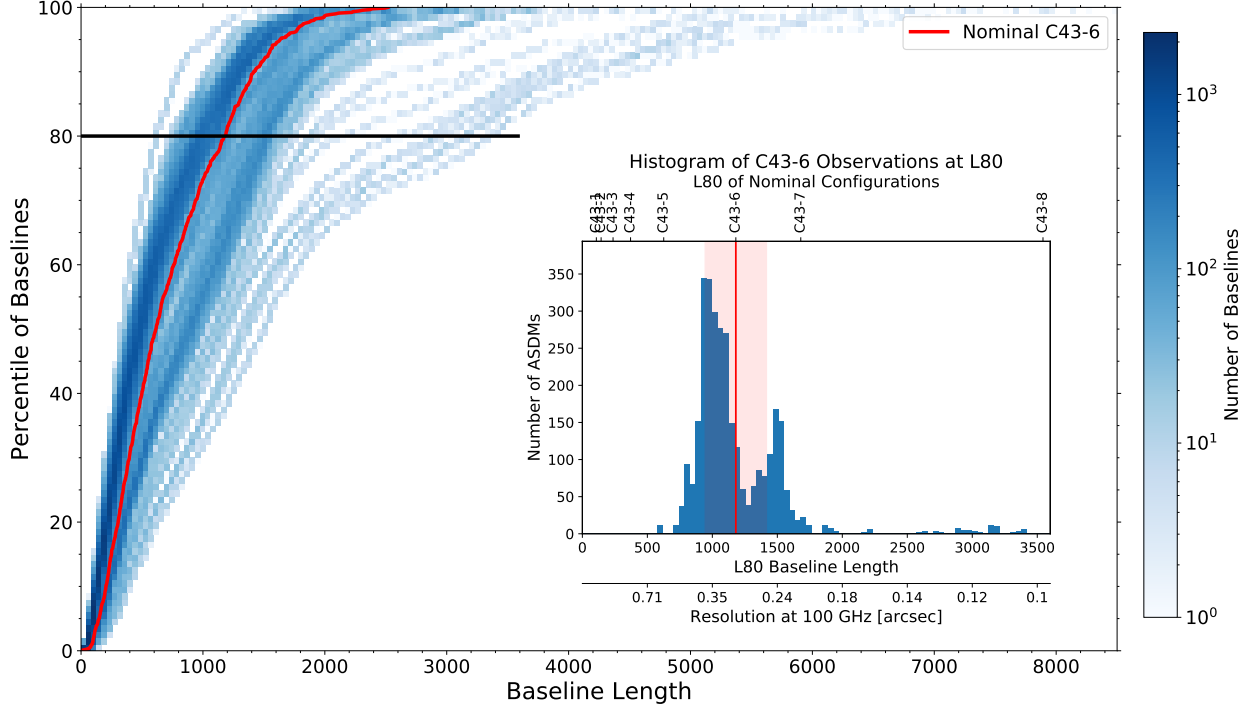 Nominal C43-6
100
80
60
40
20
0
Percentile of Baselines
0 1000 2000 3000 4000 5000 6000 7000 8000
Baseline Length
Histogram of C43-6 Observations at L80
L80 of Nominal Configurations
C43-1 C43-2 C43-3 C43-4 C43-5 C43-6 C43-7 C43-8
350
300
250
200
150
100
50
0
Number of ASDMs
0 500 1000 1500 2000 2500 3000 3500
L80 Baseline Length
0.71 0.35 0.24 0.18 0.14 0.12 0.1
Resolution at 100 GHz [arcsec]
10³
10²
10¹
10⁰
Number of Baselines